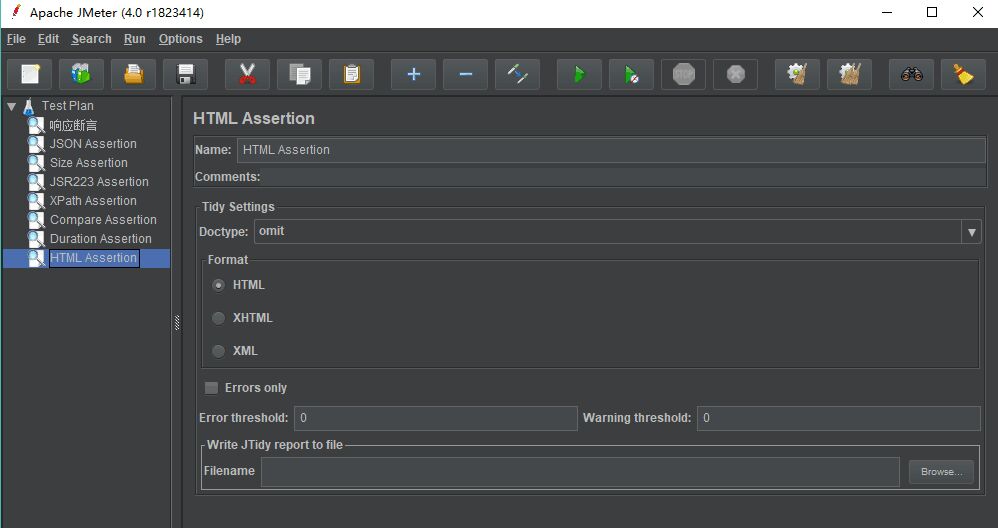 Apache JMeter (4.0 r1823414)
File Edit Search Run Options Help
STOP
Test Plan
响应断言
JSON Assertion
Size Assertion
JSR223 Assertion
XPath Assertion
Compare Assertion
Duration Assertion
HTML Assertion
HTML Assertion
Name: HTML Assertion
Comments:
Tidy Settings
Doctype: omit
Format
HTML
XHTML
XML
Errors only
Error threshold: 0 Warning threshold: 0
Write JTidy report to file
Filename Browse...